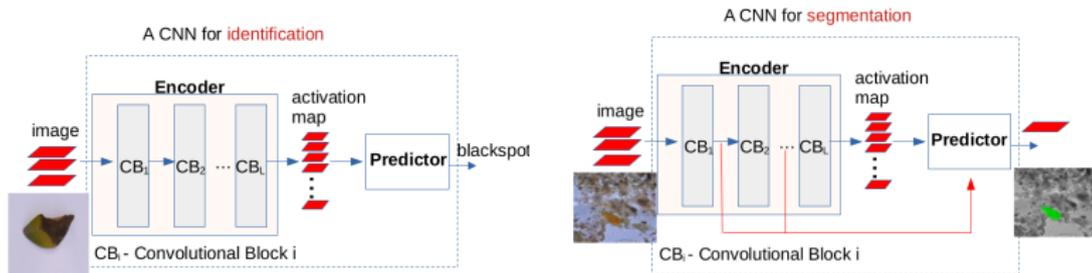 A CNN for identification
Encoder
image
activation
map
CB₁
CB₂
...
CBL
Predictor
blackspot
CBᵢ - Convolutional Block i
A CNN for segmentation
Encoder
image
activation
map
CB₁
CB₂
...
CBL
Predictor
CBᵢ - Convolutional Block i